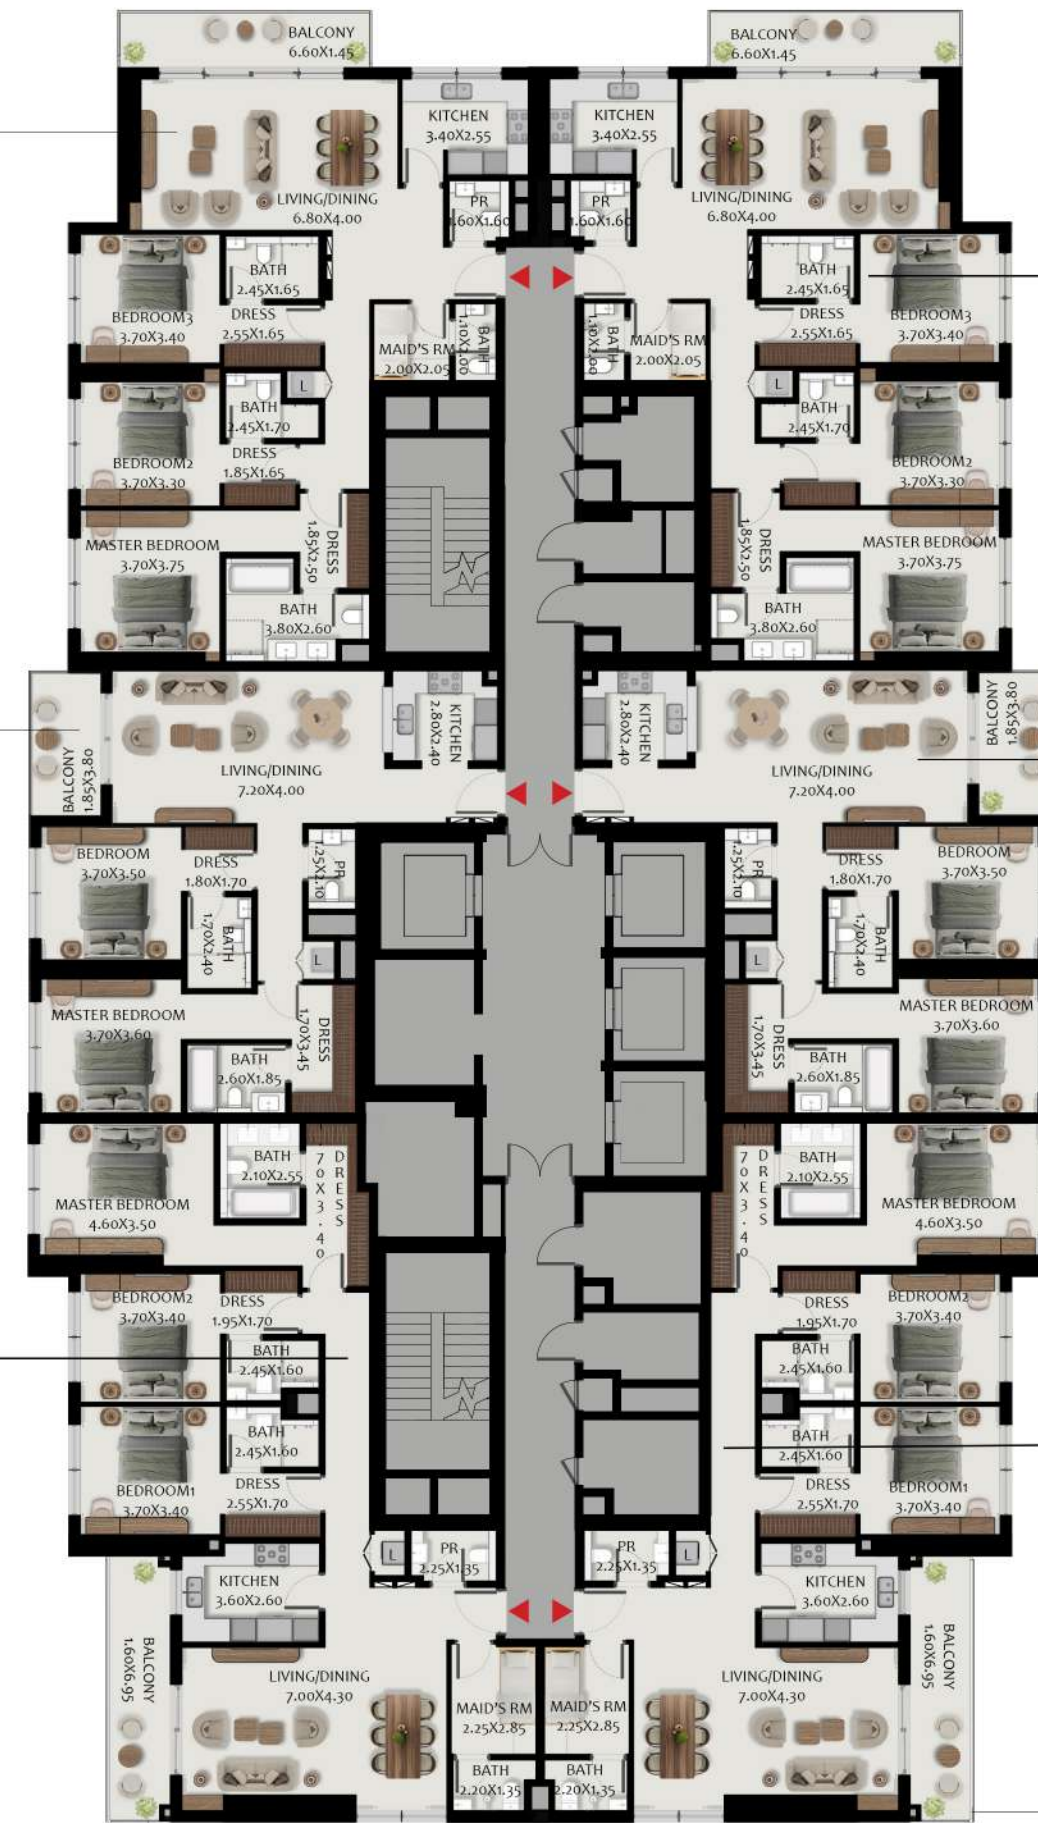 BALCONY
6.60X1.45
BALCONY
6.60X1.45
KITCHEN
3.40X2.55
KITCHEN
3.40X2.55
LIVING/DINING
6.80X4.00
PR
1.60X1.60
PR
1.60X1.60
LIVING/DINING
6.80X4.00
BATH
2.45X1.65
BATH
2.45X1.65
BEDROOM3
3.70X3.40
DRESS
2.55X1.65
DRESS
2.55X1.65
BEDROOM3
3.70X3.40
MAID'S RM
2.00X2.05
BATH
1.10X2.00
BATH
1.10X2.00
MAID'S RM
2.00X2.05
L
L
BATH
2.45X1.70
BATH
2.45X1.70
BEDROOM2
3.70X3.30
DRESS
1.85X1.65
BEDROOM2
3.70X3.30
MASTER BEDROOM
3.70X3.75
DRESS
1.85X2.50
DRESS
1.85X2.50
MASTER BEDROOM
3.70X3.75
BATH
3.80X2.60
BATH
3.80X2.60
BALCONY
1.85X3.80
LIVING/DINING
7.20X4.00
KITCHEN
2.80X2.40
KITCHEN
2.80X2.40
LIVING/DINING
7.20X4.00
BALCONY
1.85X3.80
BEDROOM
3.70X3.50
DRESS
1.80X1.70
PR
1.25X2.10
PR
1.25X2.10
DRESS
1.80X1.70
BEDROOM
3.70X3.50
BATH
1.70X2.40
BATH
1.70X2.40
L
L
MASTER BEDROOM
3.70X3.60
DRESS
1.70X3.45
DRESS
1.70X3.45
MASTER BEDROOM
3.70X3.60
BATH
2.60X1.85
BATH
2.60X1.85
BATH
2.10X2.55
DRESS
70X3.40
DRESS
70X3.40
BATH
2.10X2.55
MASTER BEDROOM
4.60X3.50
MASTER BEDROOM
4.60X3.50
BEDROOM2
3.70X3.40
DRESS
1.95X1.70
DRESS
1.95X1.70
BEDROOM2
3.70X3.40
BATH
2.45X1.60
BATH
2.45X1.60
BATH
2.45X1.60
BATH
2.45X1.60
BEDROOM1
3.70X3.40
DRESS
2.55X1.70
DRESS
2.55X1.70
BEDROOM1
3.70X3.40
L
PR
2.25X1.35
PR
2.25X1.35
L
KITCHEN
3.60X2.60
KITCHEN
3.60X2.60
BALCONY
1.60X6.95
LIVING/DINING
7.00X4.30
MAID'S RM
2.25X2.85
MAID'S RM
2.25X2.85
LIVING/DINING
7.00X4.30
BALCONY
1.60X6.95
BATH
2.20X1.35
BATH
2.20X1.35